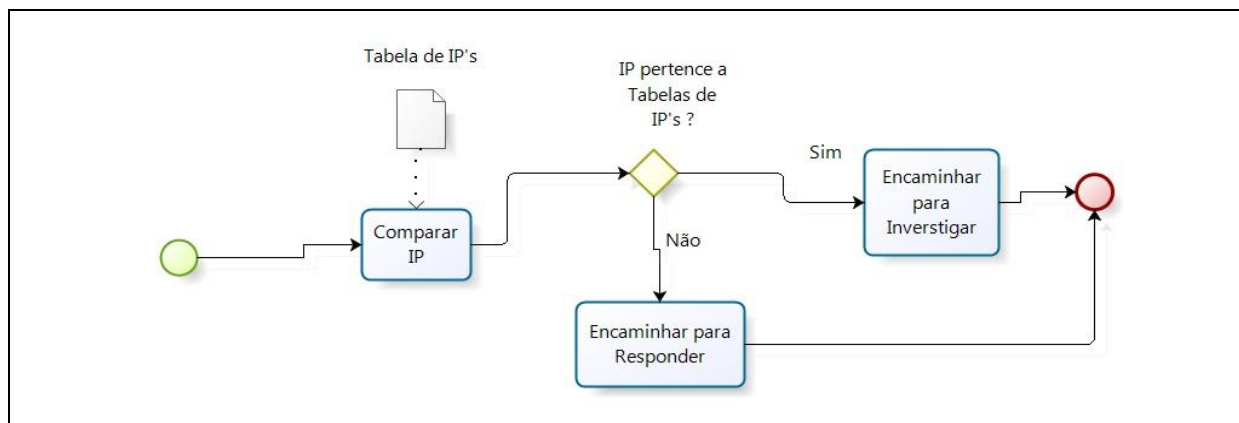 Tabela de IP's
IP pertence a
Tabelas de
IP's ?
Sim
Encaminhar
para
Inverstigar
Comparar
IP
Não
Encaminhar para
Responder